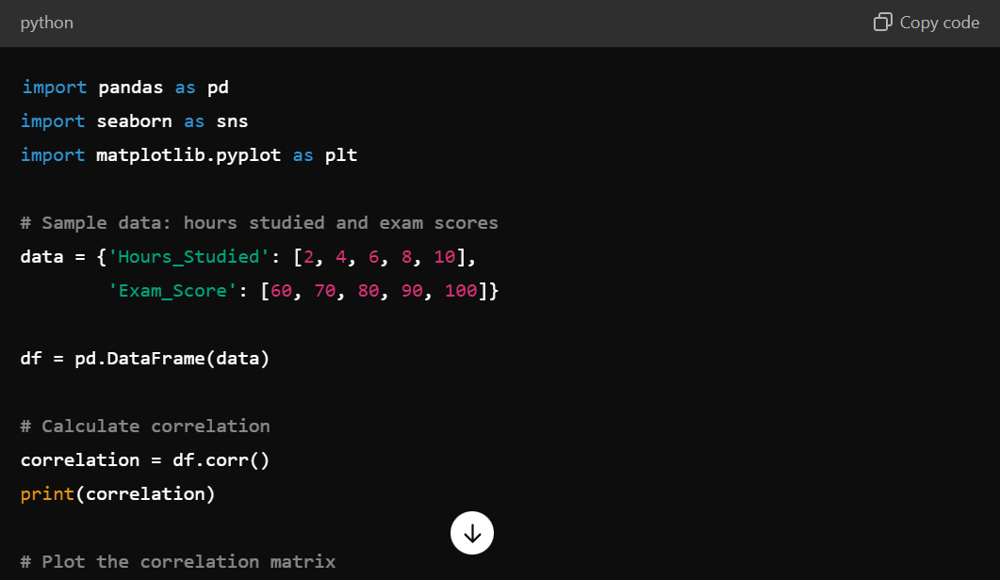 python
Copy code
import pandas as pd
import seaborn as sns
import matplotlib.pyplot as plt
# Sample data: hours studied and exam scores
data = {'Hours_Studied': [2, 4, 6, 8, 10],
        'Exam_Score': [60, 70, 80, 90, 100]}
df = pd.DataFrame(data)
# Calculate correlation
correlation = df.corr()
print(correlation)
# Plot the correlation matrix